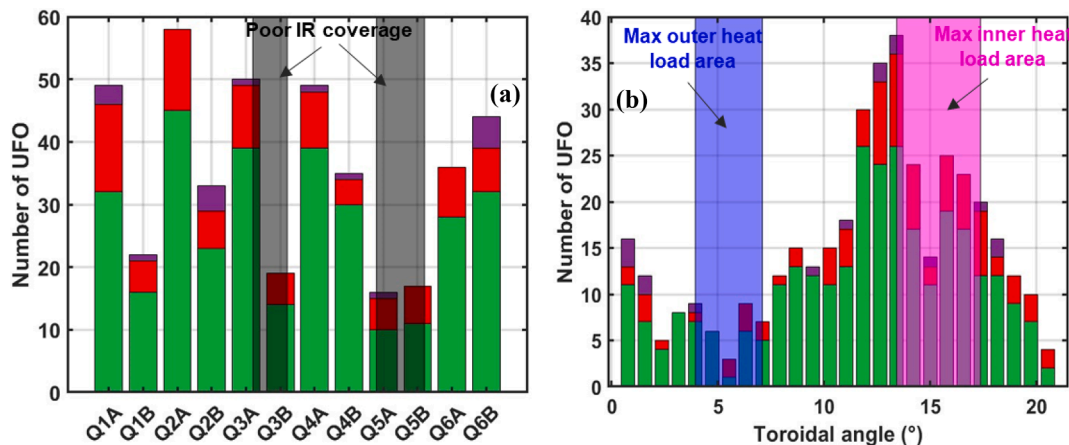 Poor IR coverage
(a)
Number of UFO
60
50
40
30
20
10
0
Q1A
Q1B
Q2A
Q2B
Q3A
Q3B
Q4A
Q4B
Q5A
Q5B
Q6A
Q6B
Max outer heat
load area
Max inner heat
load area
(b)
Number of UFO
40
35
30
25
20
15
10
5
0
0
5
10
15
20
Toroidal angle (°)